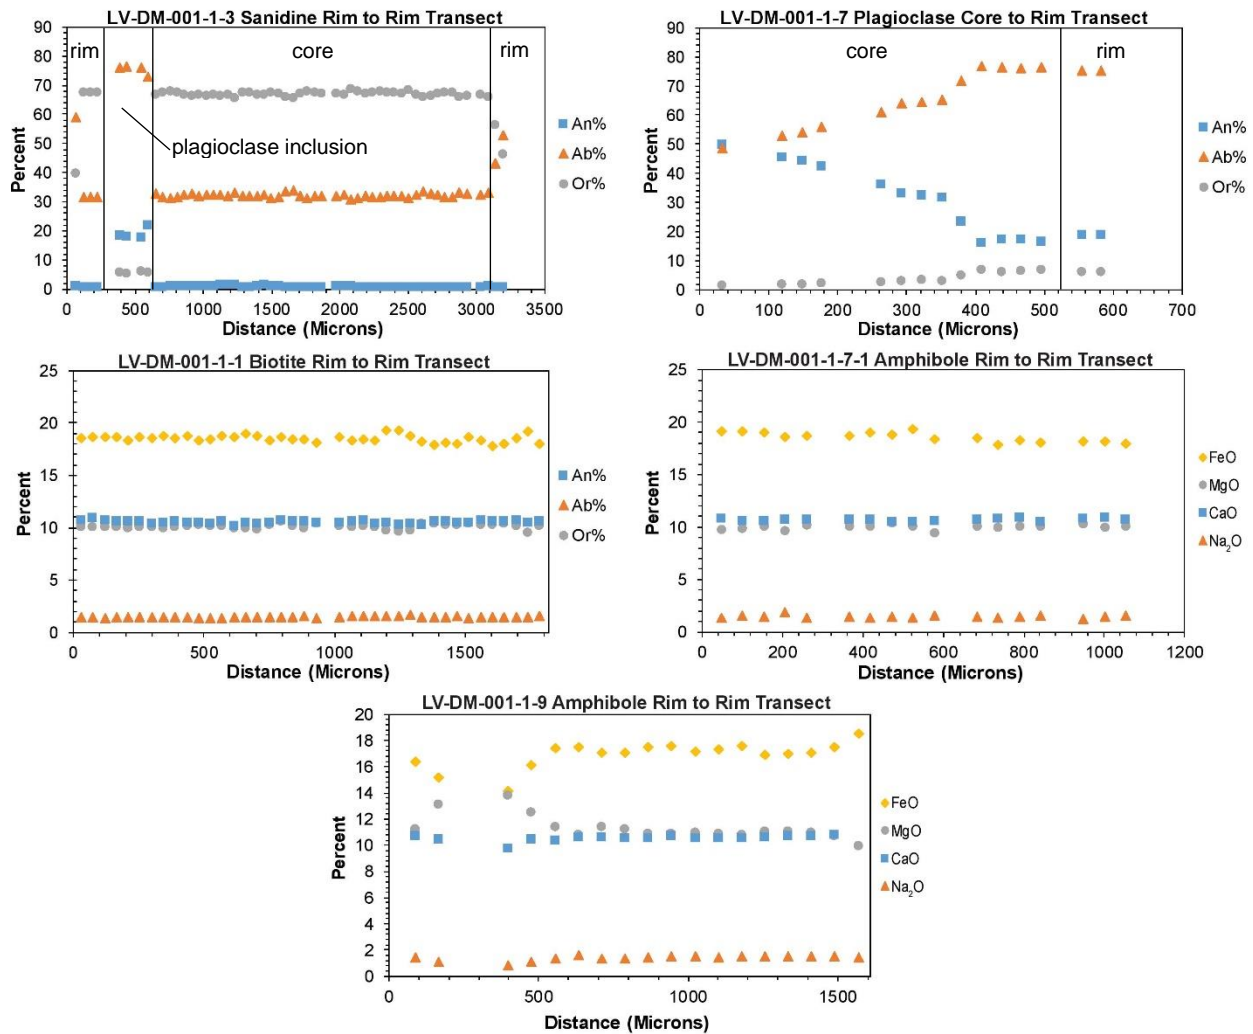 LV-DM-001-1-3 Sanidine Rim to Rim Transect
90
80
70
60
50
40
30
20
10
0
Percent
rim
core
rim
plagioclase inclusion
An%
Ab%
Or%
0 500 1000 1500 2000 2500 3000 3500
Distance (Microns)
LV-DM-001-1-7 Plagioclase Core to Rim Transect
90
80
70
60
50
40
30
20
10
0
Percent
core
rim
An%
Ab%
Or%
0 100 200 300 400 500 600 700
Distance (Microns)
LV-DM-001-1-1 Biotite Rim to Rim Transect
25
20
15
10
5
0
Percent
An%
Ab%
Or%
0 500 1000 1500
Distance (Microns)
LV-DM-001-1-7-1 Amphibole Rim to Rim Transect
25
20
15
10
5
0
Percent
FeO
MgO
CaO
Na₂O
0 200 400 600 800 1000 1200
Distance (Microns)
LV-DM-001-1-9 Amphibole Rim to Rim Transect
20
18
16
14
12
10
8
6
4
2
0
Percent
FeO
MgO
CaO
Na₂O
0 500 1000 1500
Distance (Microns)